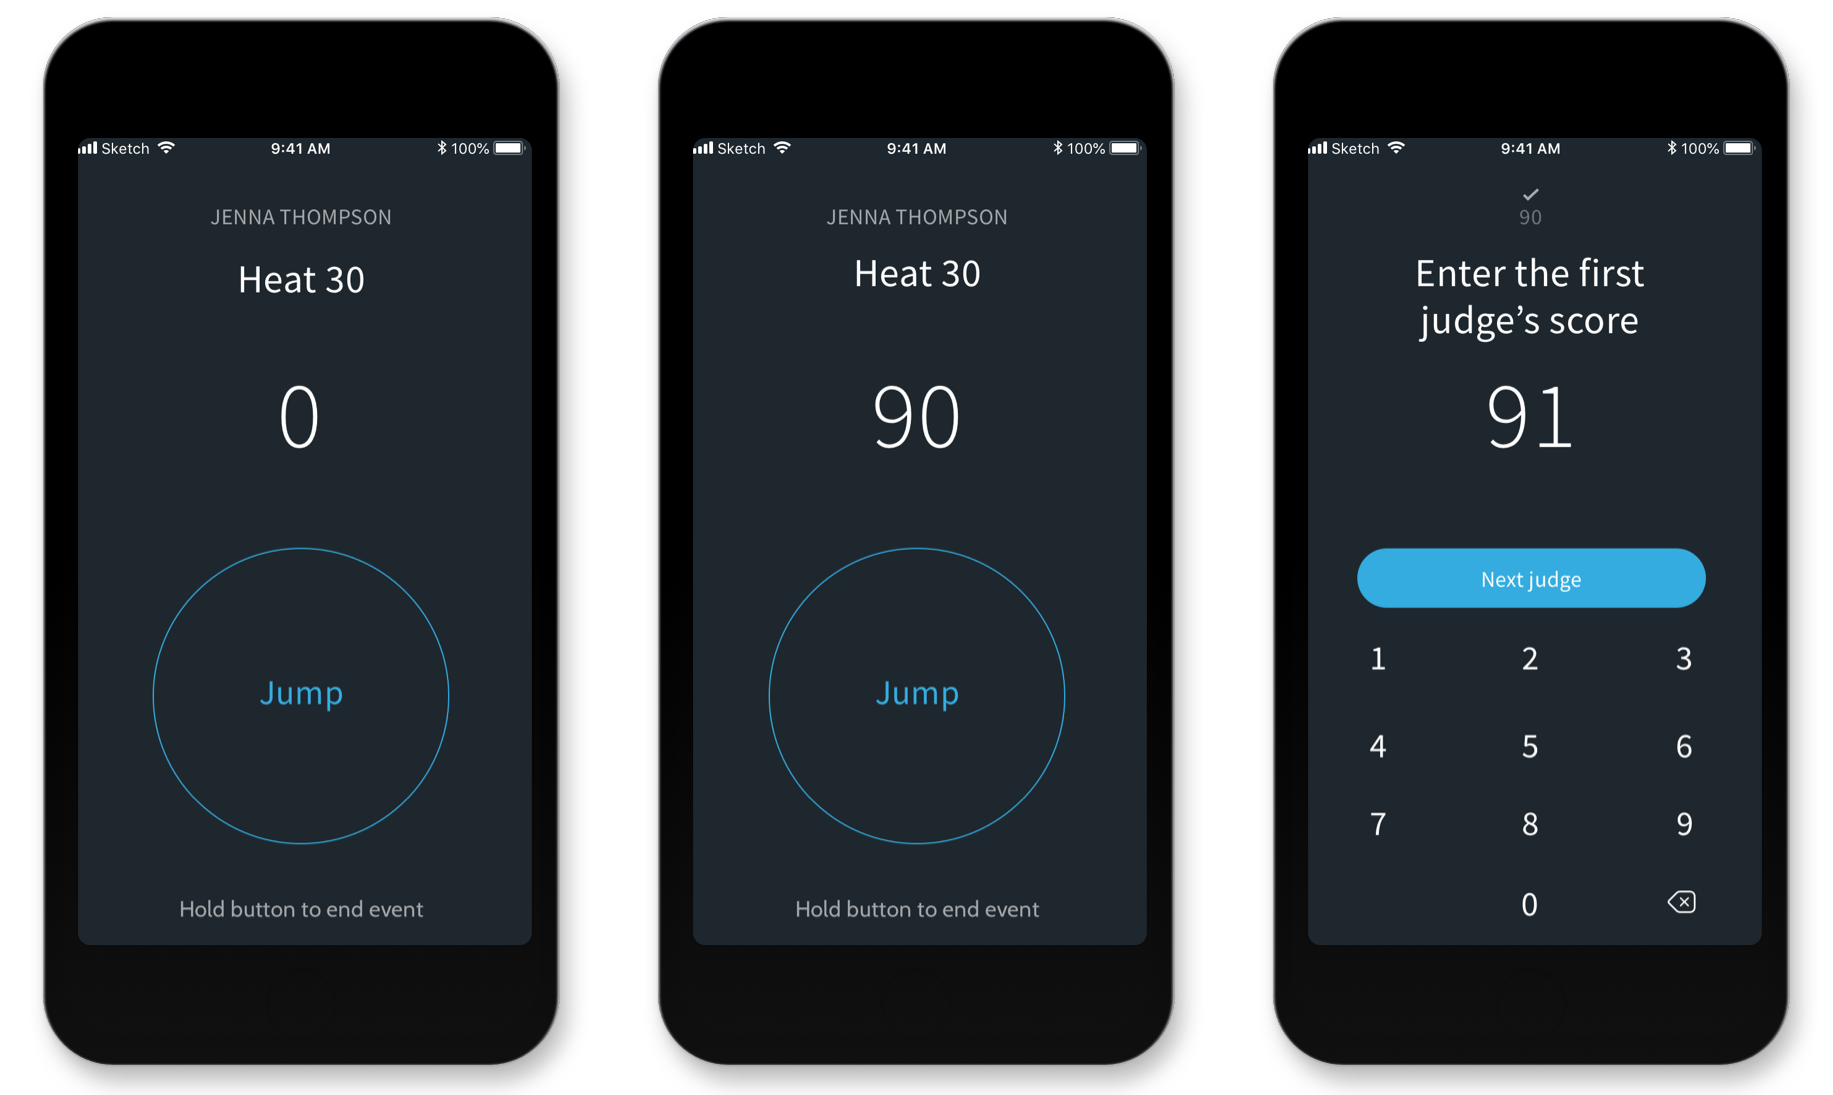 Sketch 9:41 AM 100%
JENNA THOMPSON
Heat 30
0
Jump
Hold button to end event
Sketch 9:41 AM 100%
JENNA THOMPSON
Heat 30
90
Jump
Hold button to end event
Sketch 9:41 AM 100%
90
Enter the first
judge’s score
91
Next judge
1 2 3
4 5 6
7 8 9
0